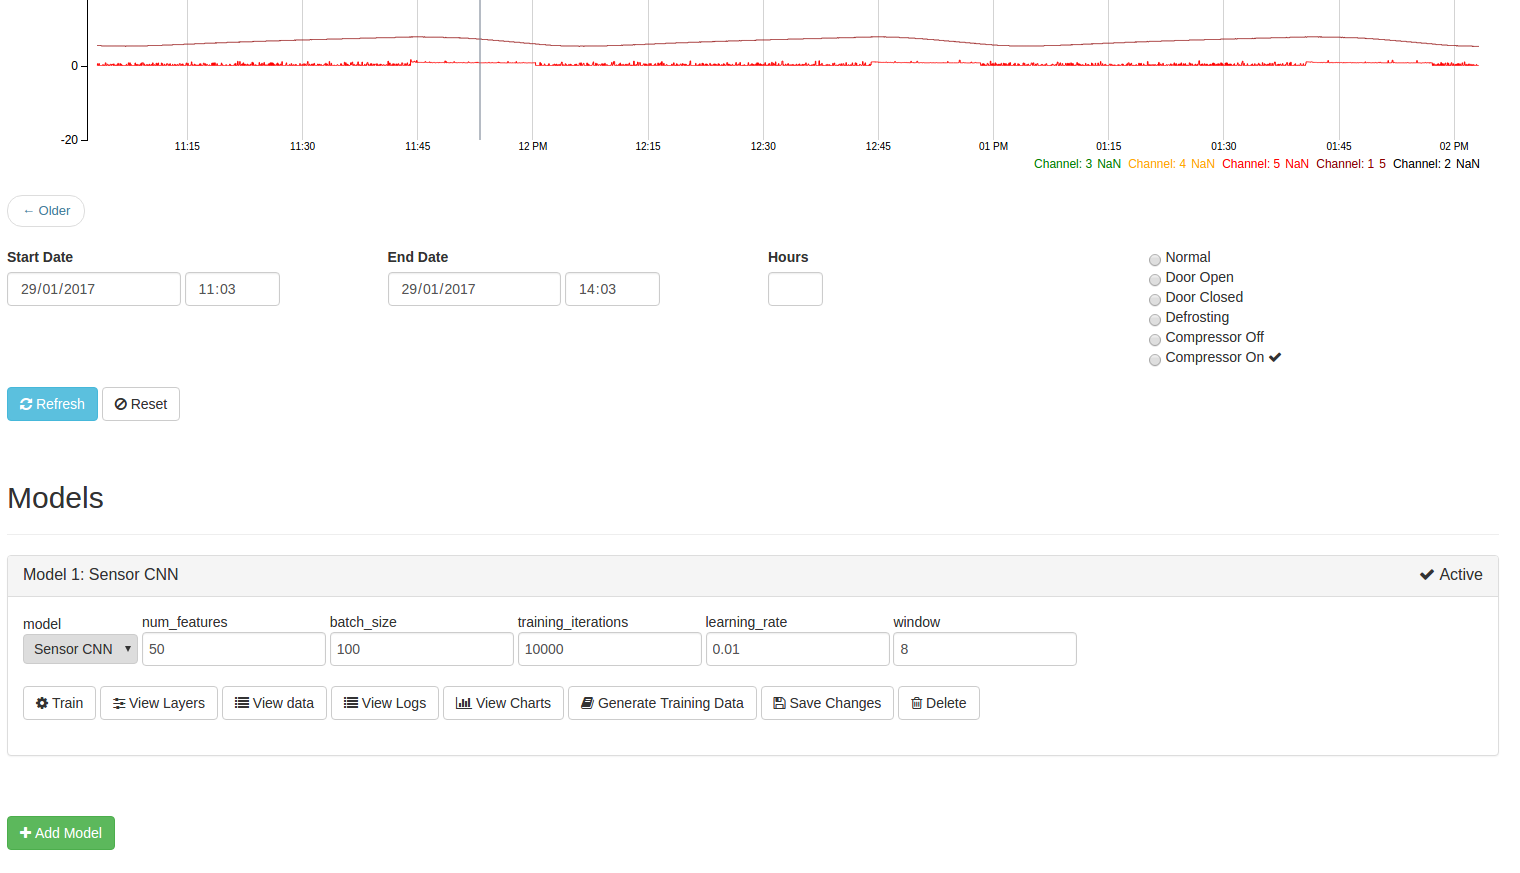 0
-20
11:15 11:30 11:45 12 PM 12:15 12:30 12:45 01 PM 01:15 01:30 01:45 02 PM
Channel: 3 NaN Channel: 4 NaN Channel: 5 NaN Channel: 1 5 Channel: 2 NaN
← Older
Start Date End Date Hours
29/01/2017 11:03 29/01/2017 14:03
Normal
Door Open
Door Closed
Defrosting
Compressor Off
Compressor On
Refresh Reset
Models
Model 1: Sensor CNN Active
model num_features batch_size training_iterations learning_rate window
Sensor CNN 50 100 10000 0.01 8
Train View Layers View data View Logs View Charts Generate Training Data Save Changes Delete
Add Model